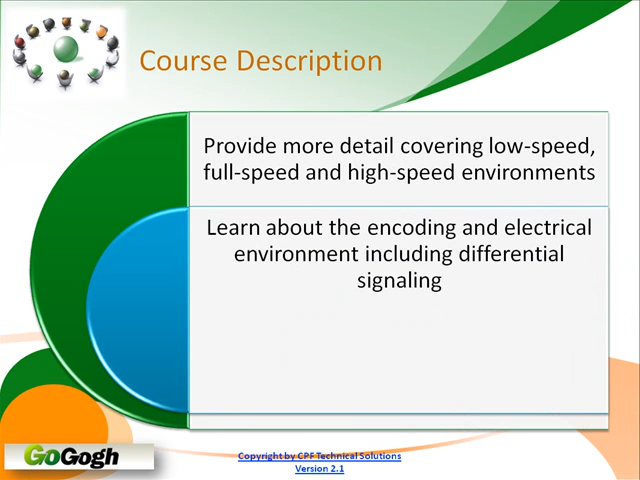 Course Description
Provide more detail covering low-speed,
full-speed and high-speed environments
Learn about the encoding and electrical
environment including differential
signaling
GoGogh
Copyright by CPF Technical Solutions
Version 2.1